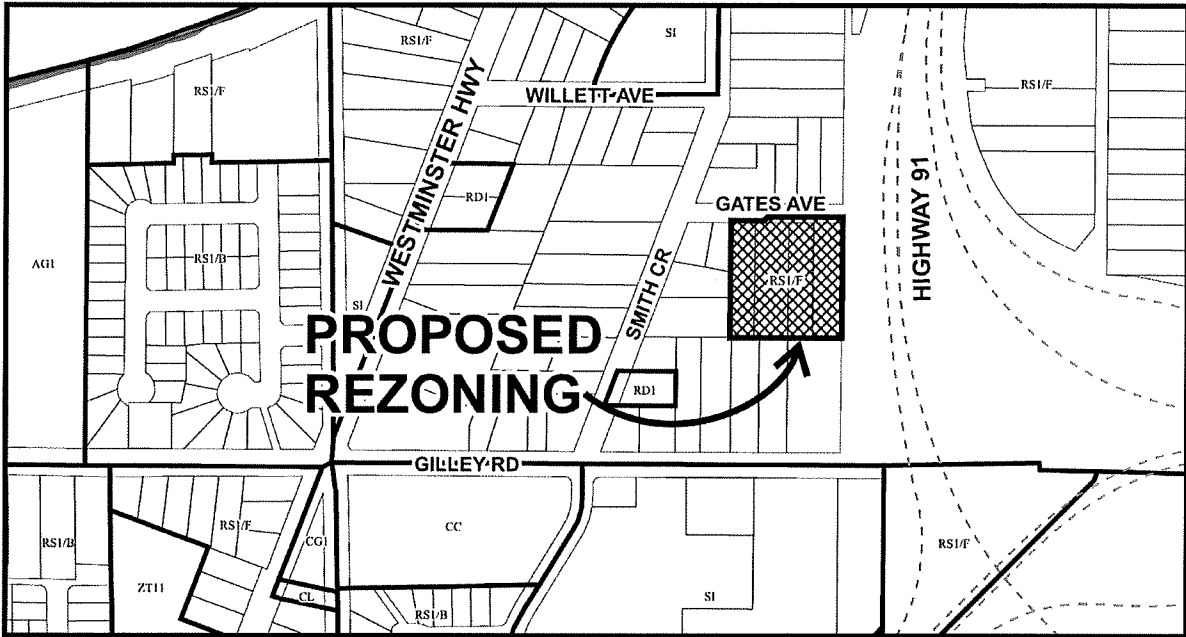 RS1/F
SI
RS1/F
RS1/F
WILLETT AVE
WESTMINSTER HWY
RD1
GATES AVE
HIGHWAY 91
AG1
RS1/B
SI
RS1/F
SMITH CR
PROPOSED
REZONING
RD1
GILLEY RD
RS1/B
RS1/F
CG1
CC
RS1/F
ZT11
CL
RS1/B
SI